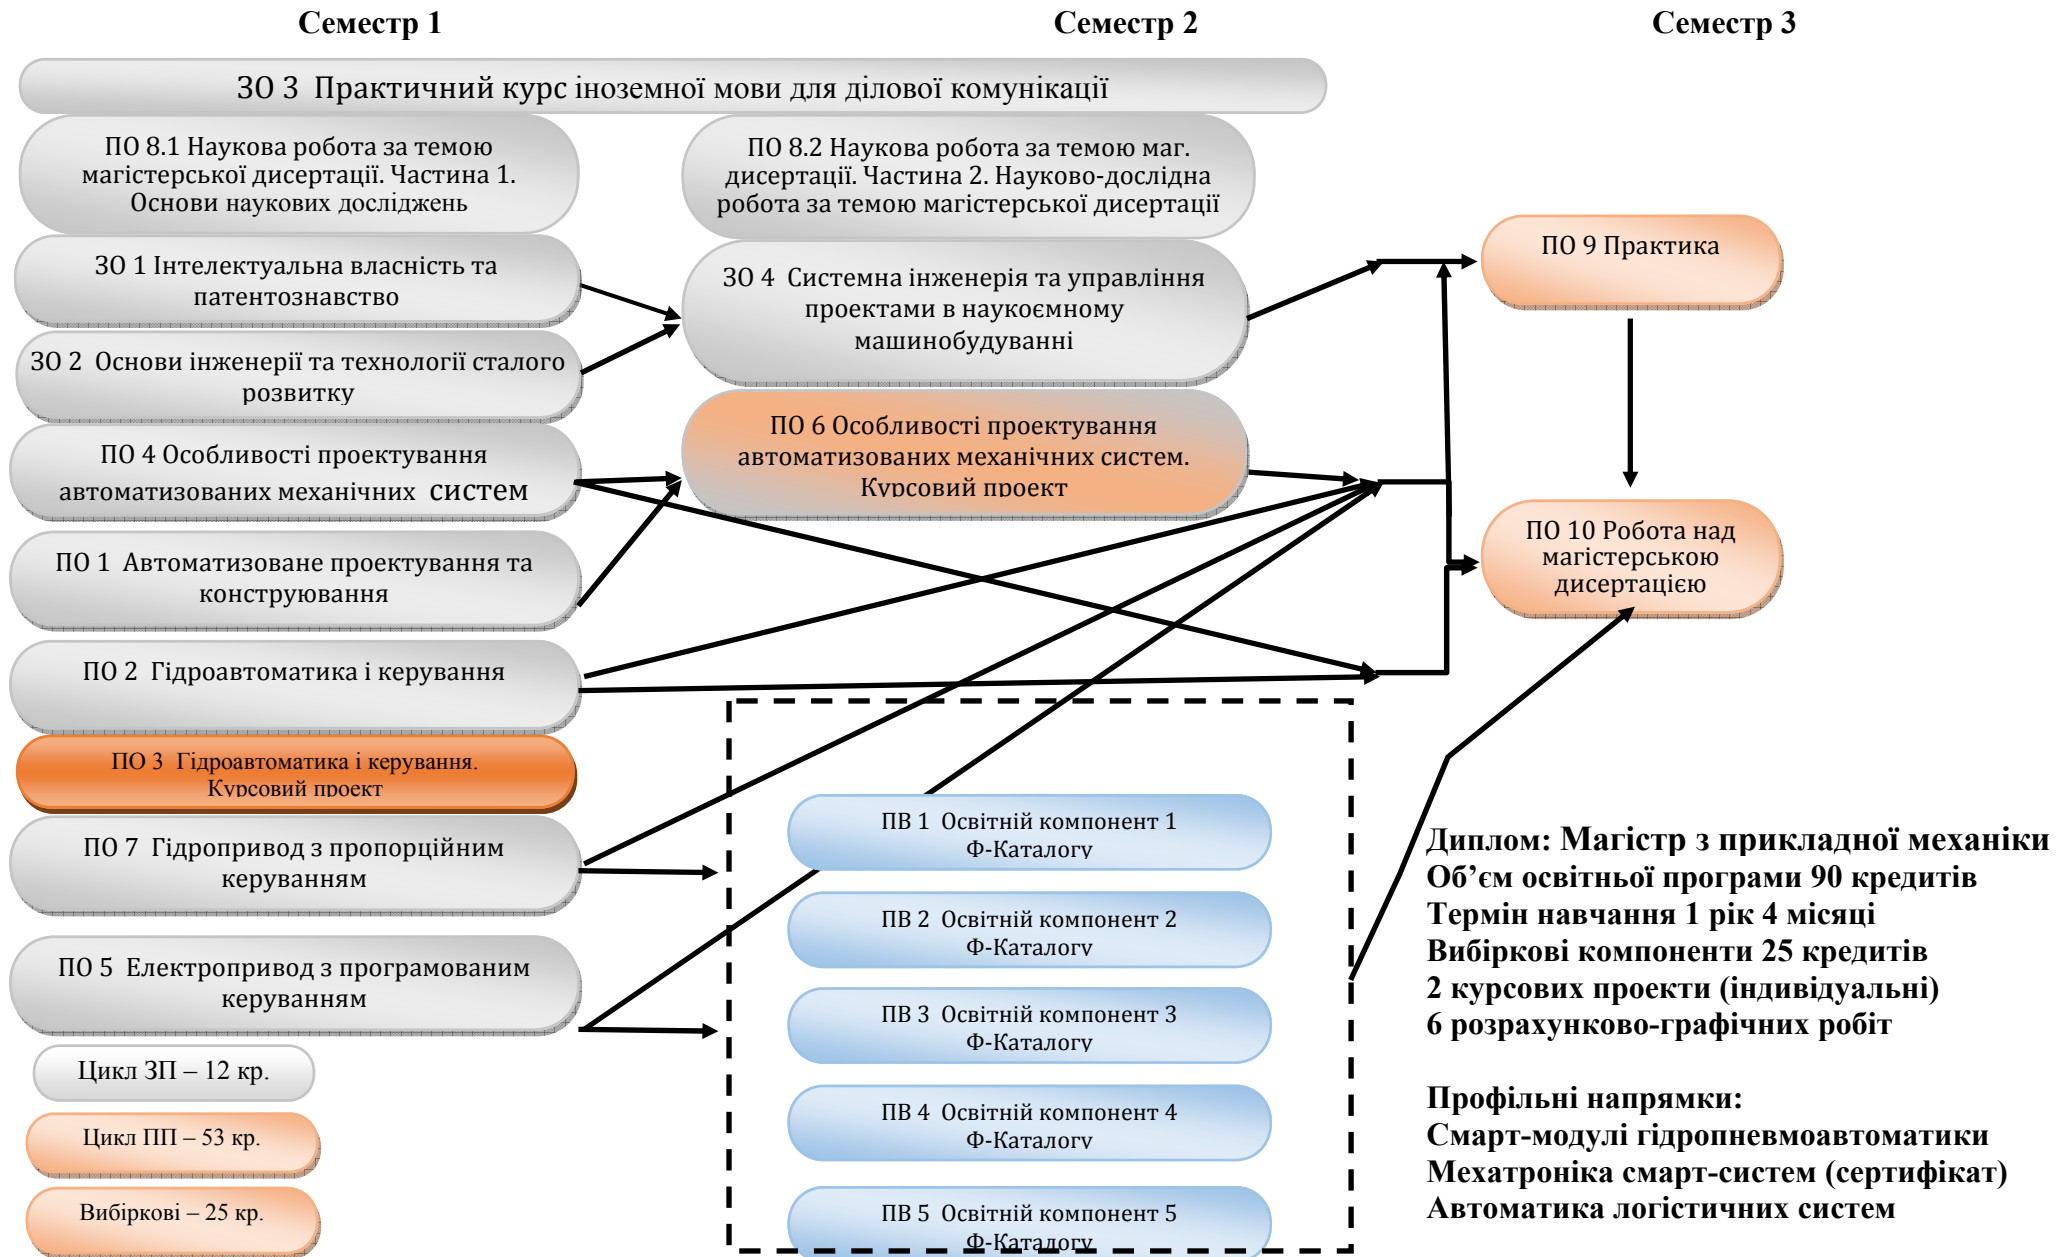 Семестр 1
Семестр 2
Семестр 3
ЗО 3 Практичний курс іноземної мови для ділової комунікації
ПО 8.1 Наукова робота за темою
магістерської дисертації. Частина 1.
Основи наукових досліджень
ЗО 1 Інтелектуальна власність та
патентознавство
ЗО 2 Основи інженерії та технології сталого
розвитку
ПО 4 Особливості проектування
автоматизованих механічних систем
ПО 1 Автоматизоване проектування та
конструювання
ПО 2 Гідроавтоматика і керування
ПО 3 Гідроавтоматика і керування.
Курсовий проект
ПО 7 Гідропривод з пропорційним
керуванням
ПО 5 Електропривод з програмованим
керуванням
Цикл ЗП – 12 кр.
Цикл ПП – 53 кр.
Вибіркові – 25 кр.
ПО 8.2 Наукова робота за темою маг.
дисертації. Частина 2. Науково-дослідна
робота за темою магістерської дисертації
ЗО 4 Системна інженерія та управління
проектами в наукоємному
машинобудуванні
ПО 6 Особливості проектування
автоматизованих механічних систем.
Курсовий проект
ПВ 1 Освітній компонент 1
Ф-Каталогу
ПВ 2 Освітній компонент 2
Ф-Каталогу
ПВ 3 Освітній компонент 3
Ф-Каталогу
ПВ 4 Освітній компонент 4
Ф-Каталогу
ПВ 5 Освітній компонент 5
Ф-Каталогу
ПО 9 Практика
ПО 10 Робота над
магістерською
дисертацією
Диплом: Магістр з прикладної механіки
Об’єм освітньої програми 90 кредитів
Термін навчання 1 рік 4 місяці
Вибіркові компоненти 25 кредитів
2 курсових проекти (індивідуальні)
6 розрахунково-графічних робіт
Профільні напрямки:
Смарт-модулі гідропневмоавтоматики
Мехатроніка смарт-систем (сертифікат)
Автоматика логістичних систем